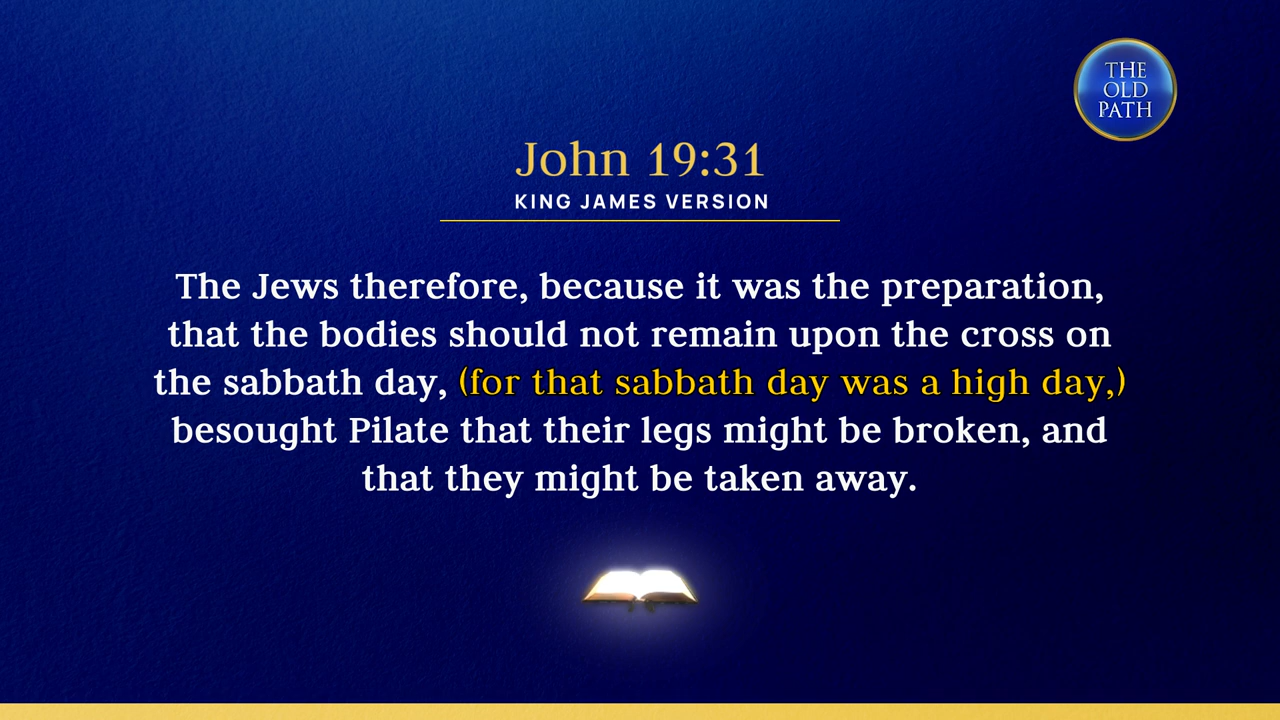 THE
OLD
PATH
John 19:31
KING JAMES VERSION
The Jews therefore, because it was the preparation,
that the bodies should not remain upon the cross on
the sabbath day, (for that sabbath day was a high day,)
besought Pilate that their legs might be broken, and
that they might be taken away.